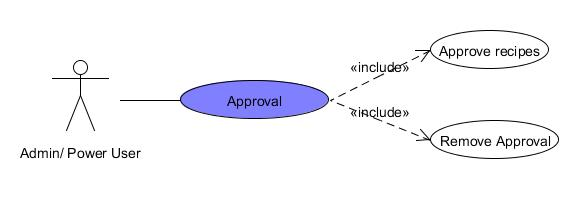 Approve recipes
«include»
Approval
«include»
Remove Approval
Admin/ Power User